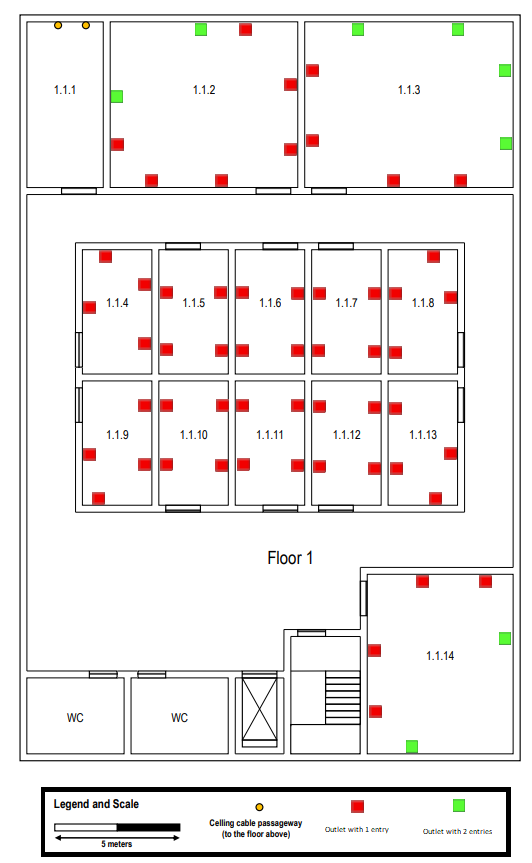 1.1.1
1.1.2
1.1.3
1.1.4
1.1.5
1.1.6
1.1.7
1.1.8
1.1.9
1.1.10
1.1.11
1.1.12
1.1.13
Floor 1
1.1.14
WC
WC
Legend and Scale
5 meters
Celling cable passageway
(to the floor above)
Outlet with 1 entry
Outlet with 2 entries